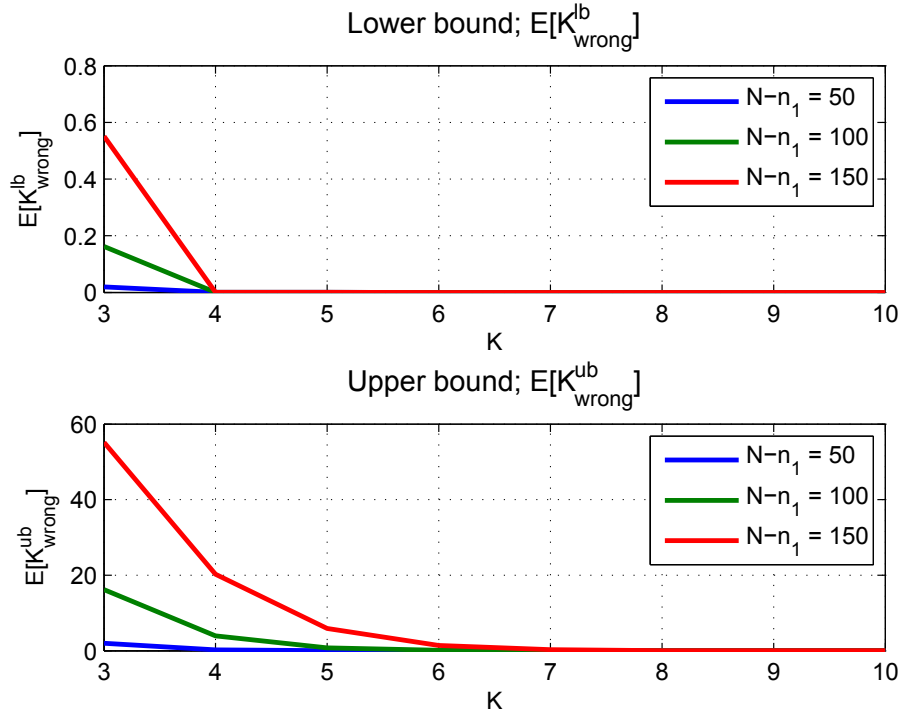 Lower bound; E[K^lb_wrong]
E[K^lb_wrong]
0.8
0.6
0.4
0.2
0
N−n_1 = 50
N−n_1 = 100
N−n_1 = 150
3 4 5 6 7 8 9 10
K
Upper bound; E[K^ub_wrong]
E[K^ub_wrong]
60
40
20
0
N−n_1 = 50
N−n_1 = 100
N−n_1 = 150
3 4 5 6 7 8 9 10
K